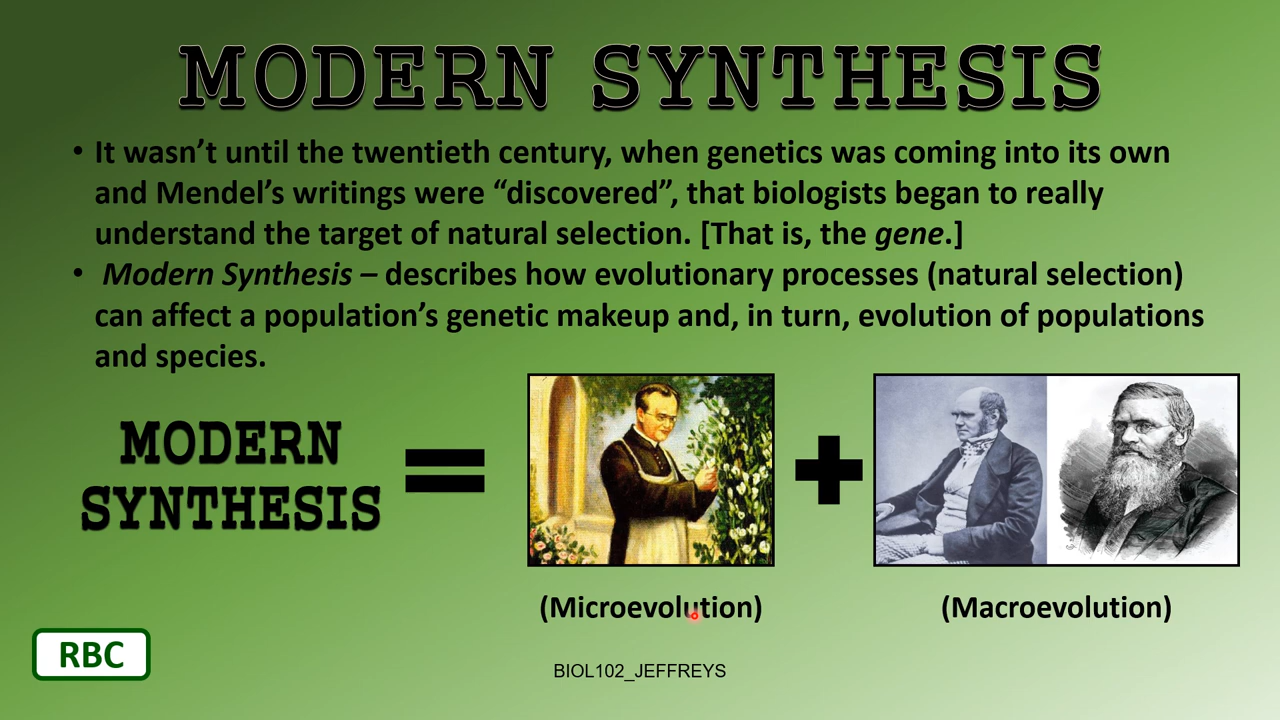 MODERN SYNTHESIS
• It wasn’t until the twentieth century, when genetics was coming into its own
and Mendel’s writings were “discovered”, that biologists began to really
understand the target of natural selection. [That is, the gene.]
• Modern Synthesis – describes how evolutionary processes (natural selection)
can affect a population’s genetic makeup and, in turn, evolution of populations
and species.
MODERN
SYNTHESIS
=
+
(Microevolution)
(Macroevolution)
RBC
BIOL102_JEFFREYS